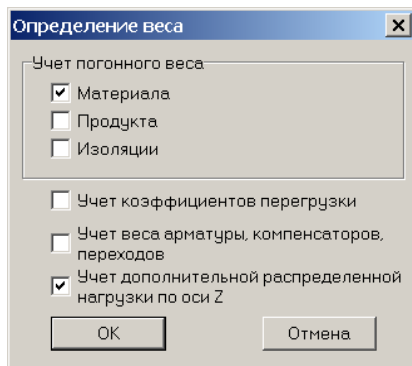 Определение веса
Учет погонного веса
Материала
Продукта
Изоляции
Учет коэффициентов перегрузки
Учет веса арматуры, компенсаторов,
переходов
Учет дополнительной распределенной
нагрузки по оси Z
OK
Отмена